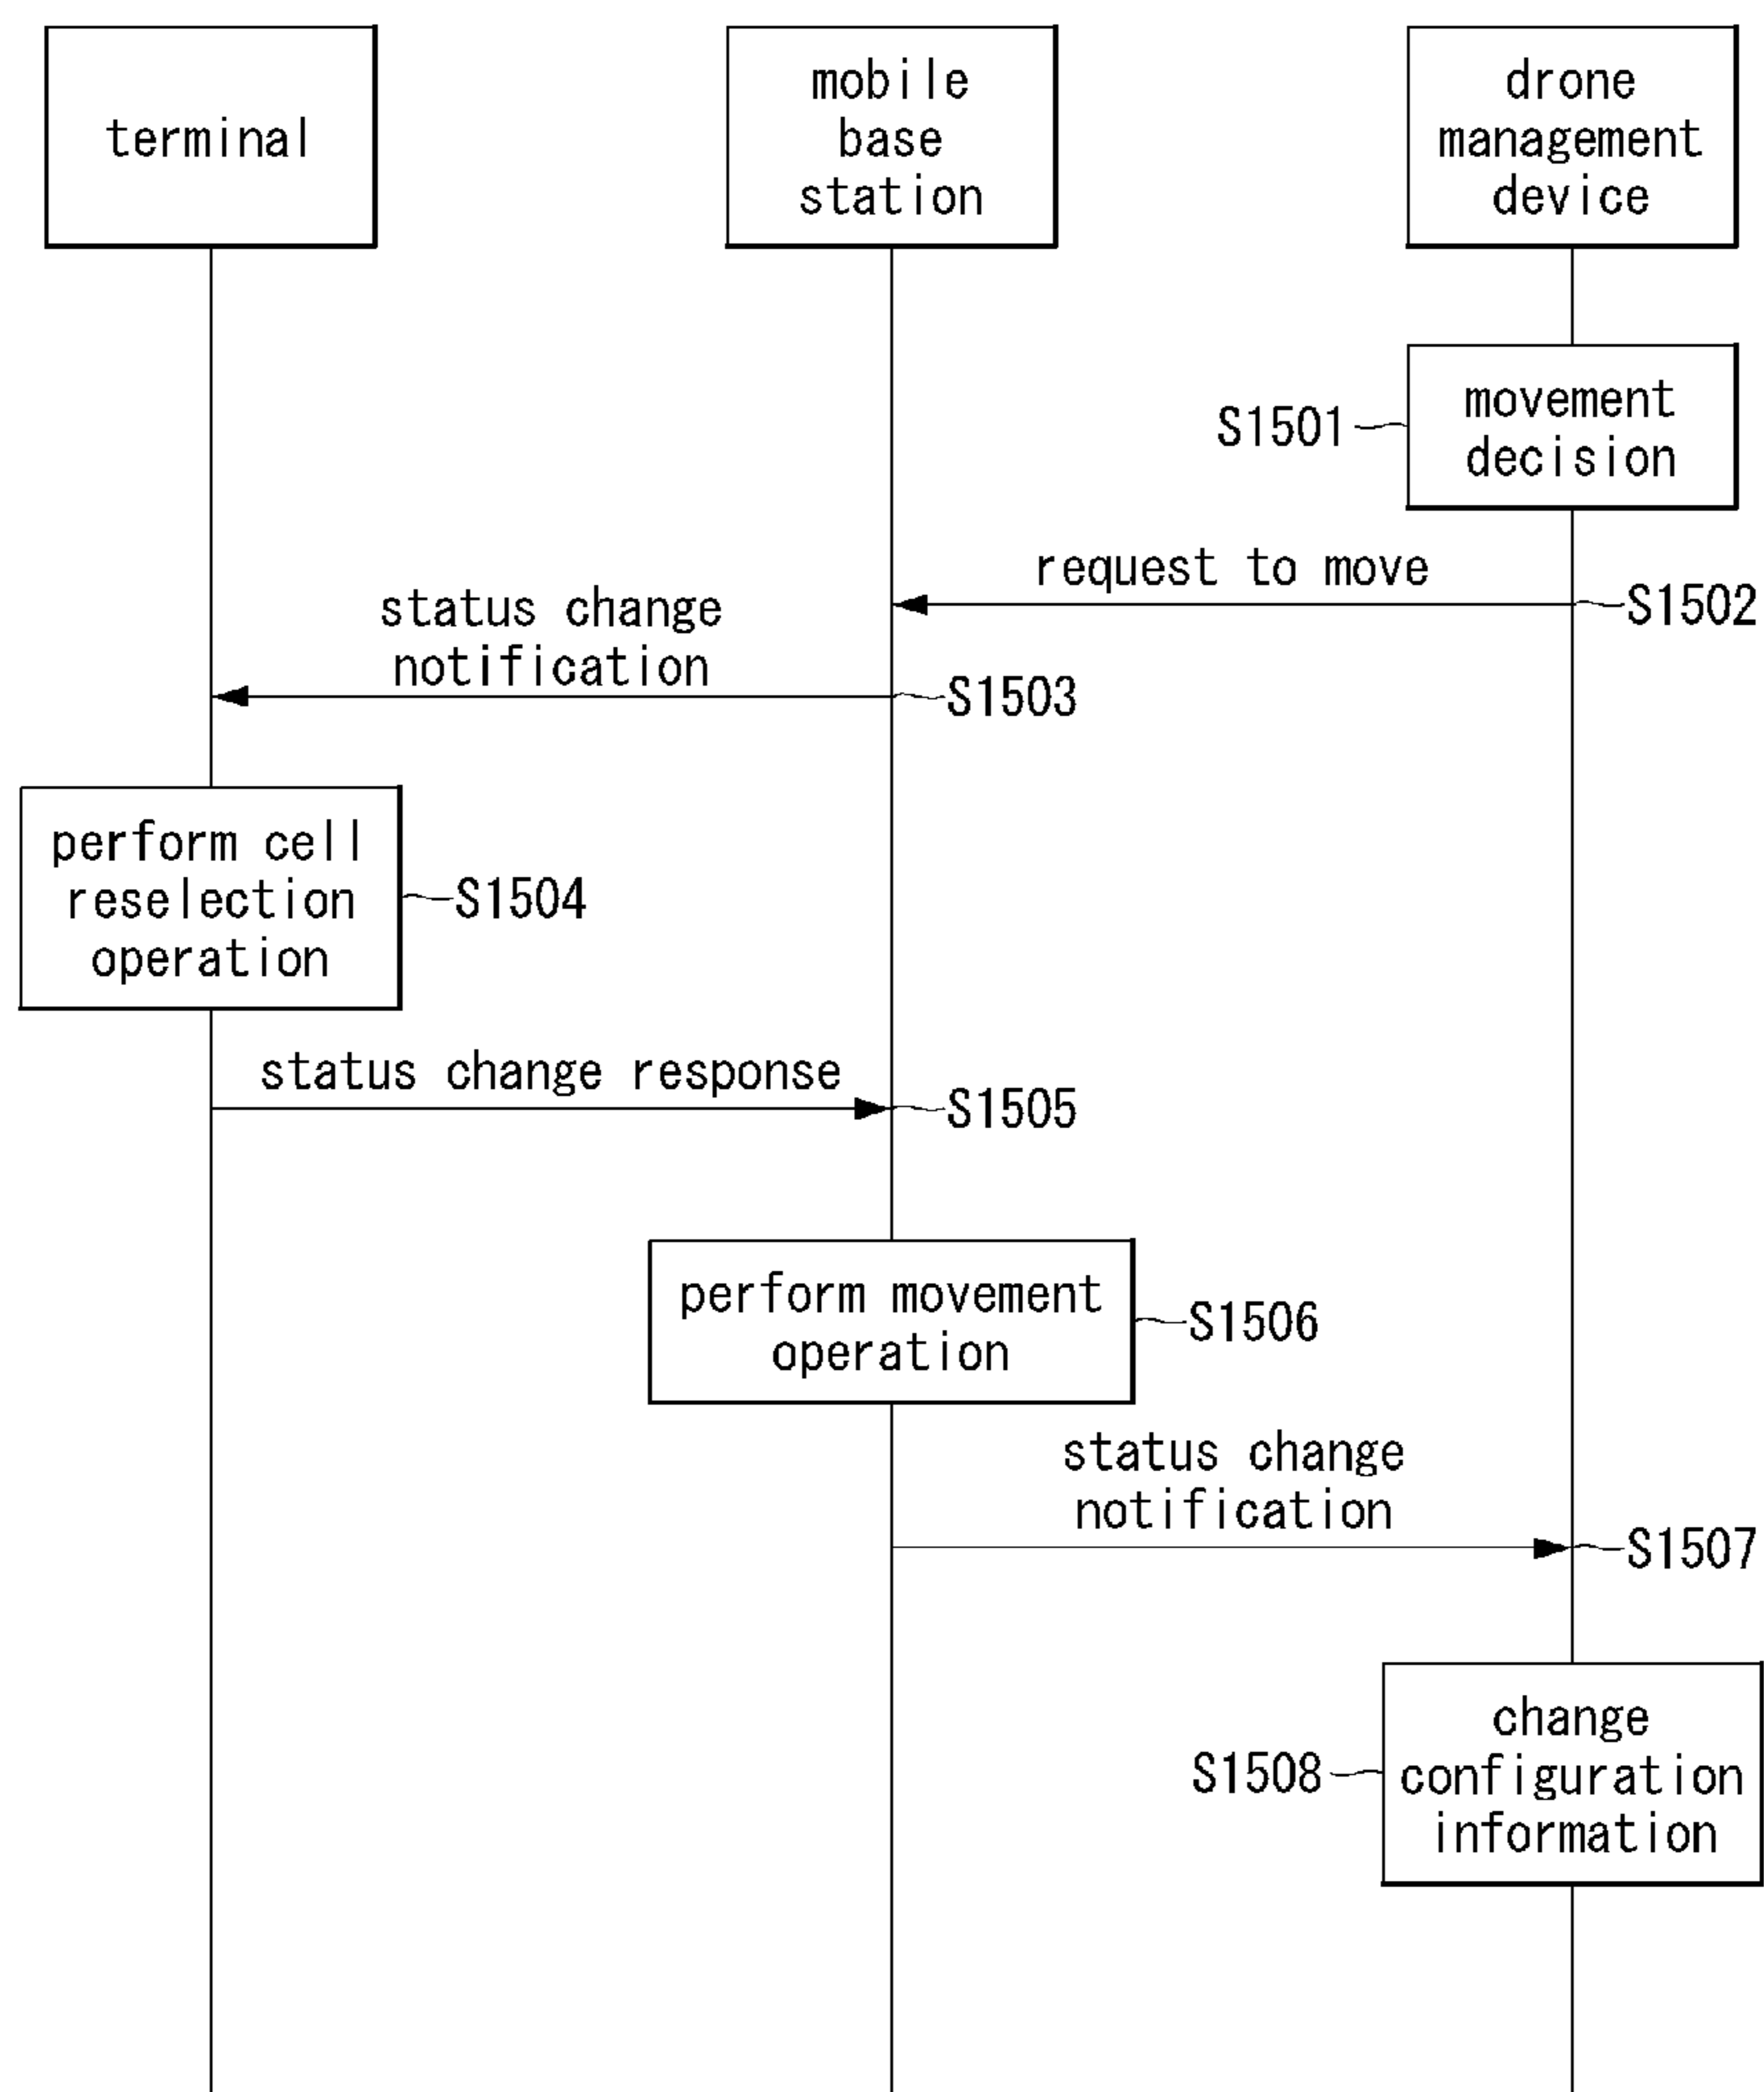 terminal
mobile
base
station
drone
management
device
S1501
movement
decision
request to move
S1502
status change
notification
S1503
perform cell
reselection
operation
S1504
status change response
S1505
perform movement
operation
S1506
status change
notification
S1507
S1508
change
configuration
information